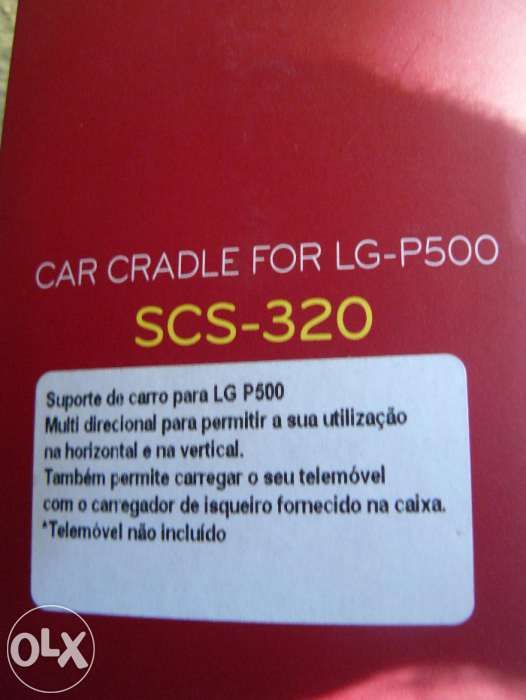 CAR CRADLE FOR LG-P500
SCS-320
Suporte de carro para LG P500
Multi direcional para permitir a sua utilização
na horizontal e na vertical.
Também permite carregar o seu telemóvel
com o carregador de isqueiro fornecido na caixa.
*Telemóvel não incluído
OLX